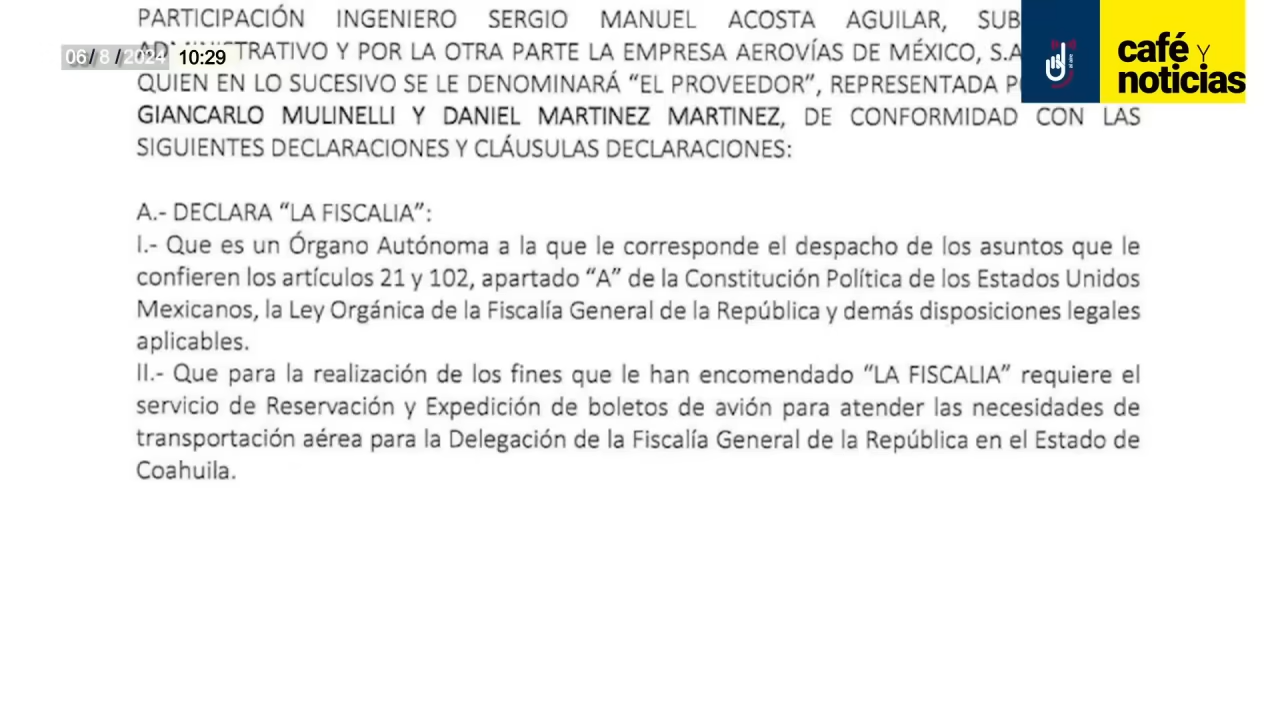 PARTICIPACIÓN INGENIERO SERGIO MANUEL ACOSTA AGUILAR, SUB
06/ 8 /2024 10:29
café Y
noticias
Y POR LA OTRA PARTE LA EMPRESA AEROVÍAS DE MÉXICO, S.A.
QUIEN EN LO SUCESIVO SE LE DENOMINARÁ “EL PROVEEDOR”, REPRESENTADA
GIANCARLO MULINELLI Y DANIEL MARTINEZ MARTINEZ, DE CONFORMIDAD CON LAS
SIGUIENTES DECLARACIONES Y CLÁUSULAS DECLARACIONES:
A.- DECLARA “LA FISCALIA”:
I.- Que es un Órgano Autónoma a la que le corresponde el despacho de los asuntos que le
confieren los artículos 21 y 102, apartado “A” de la Constitución Política de los Estados Unidos
Mexicanos, la Ley Orgánica de la Fiscalía General de la República y demás disposiciones legales
aplicables.
II.- Que para la realización de los fines que le han encomendado “LA FISCALIA” requiere el
servicio de Reservación y Expedición de boletos de avión para atender las necesidades de
transportación aérea para la Delegación de la Fiscalía General de la República en el Estado de
Coahuila.